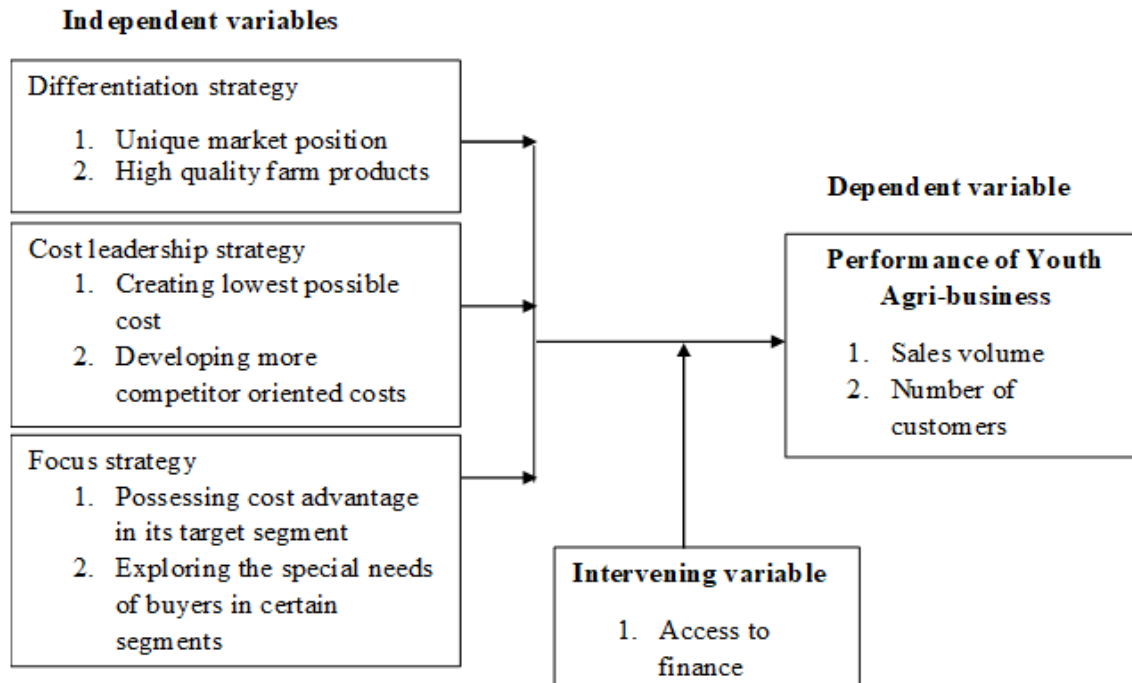 Independent variables
Differentiation strategy
1. Unique market position
2. High quality farm products
Cost leadership strategy
1. Creating lowest possible
cost
2. Developing more
competitor oriented costs
Focus strategy
1. Possessing cost advantage
in its target segment
2. Exploring the special needs
of buyers in certain
segments
Dependent variable
Performance of Youth
Agri-business
1. Sales volume
2. Number of
customers
Intervening variable
1. Access to
finance